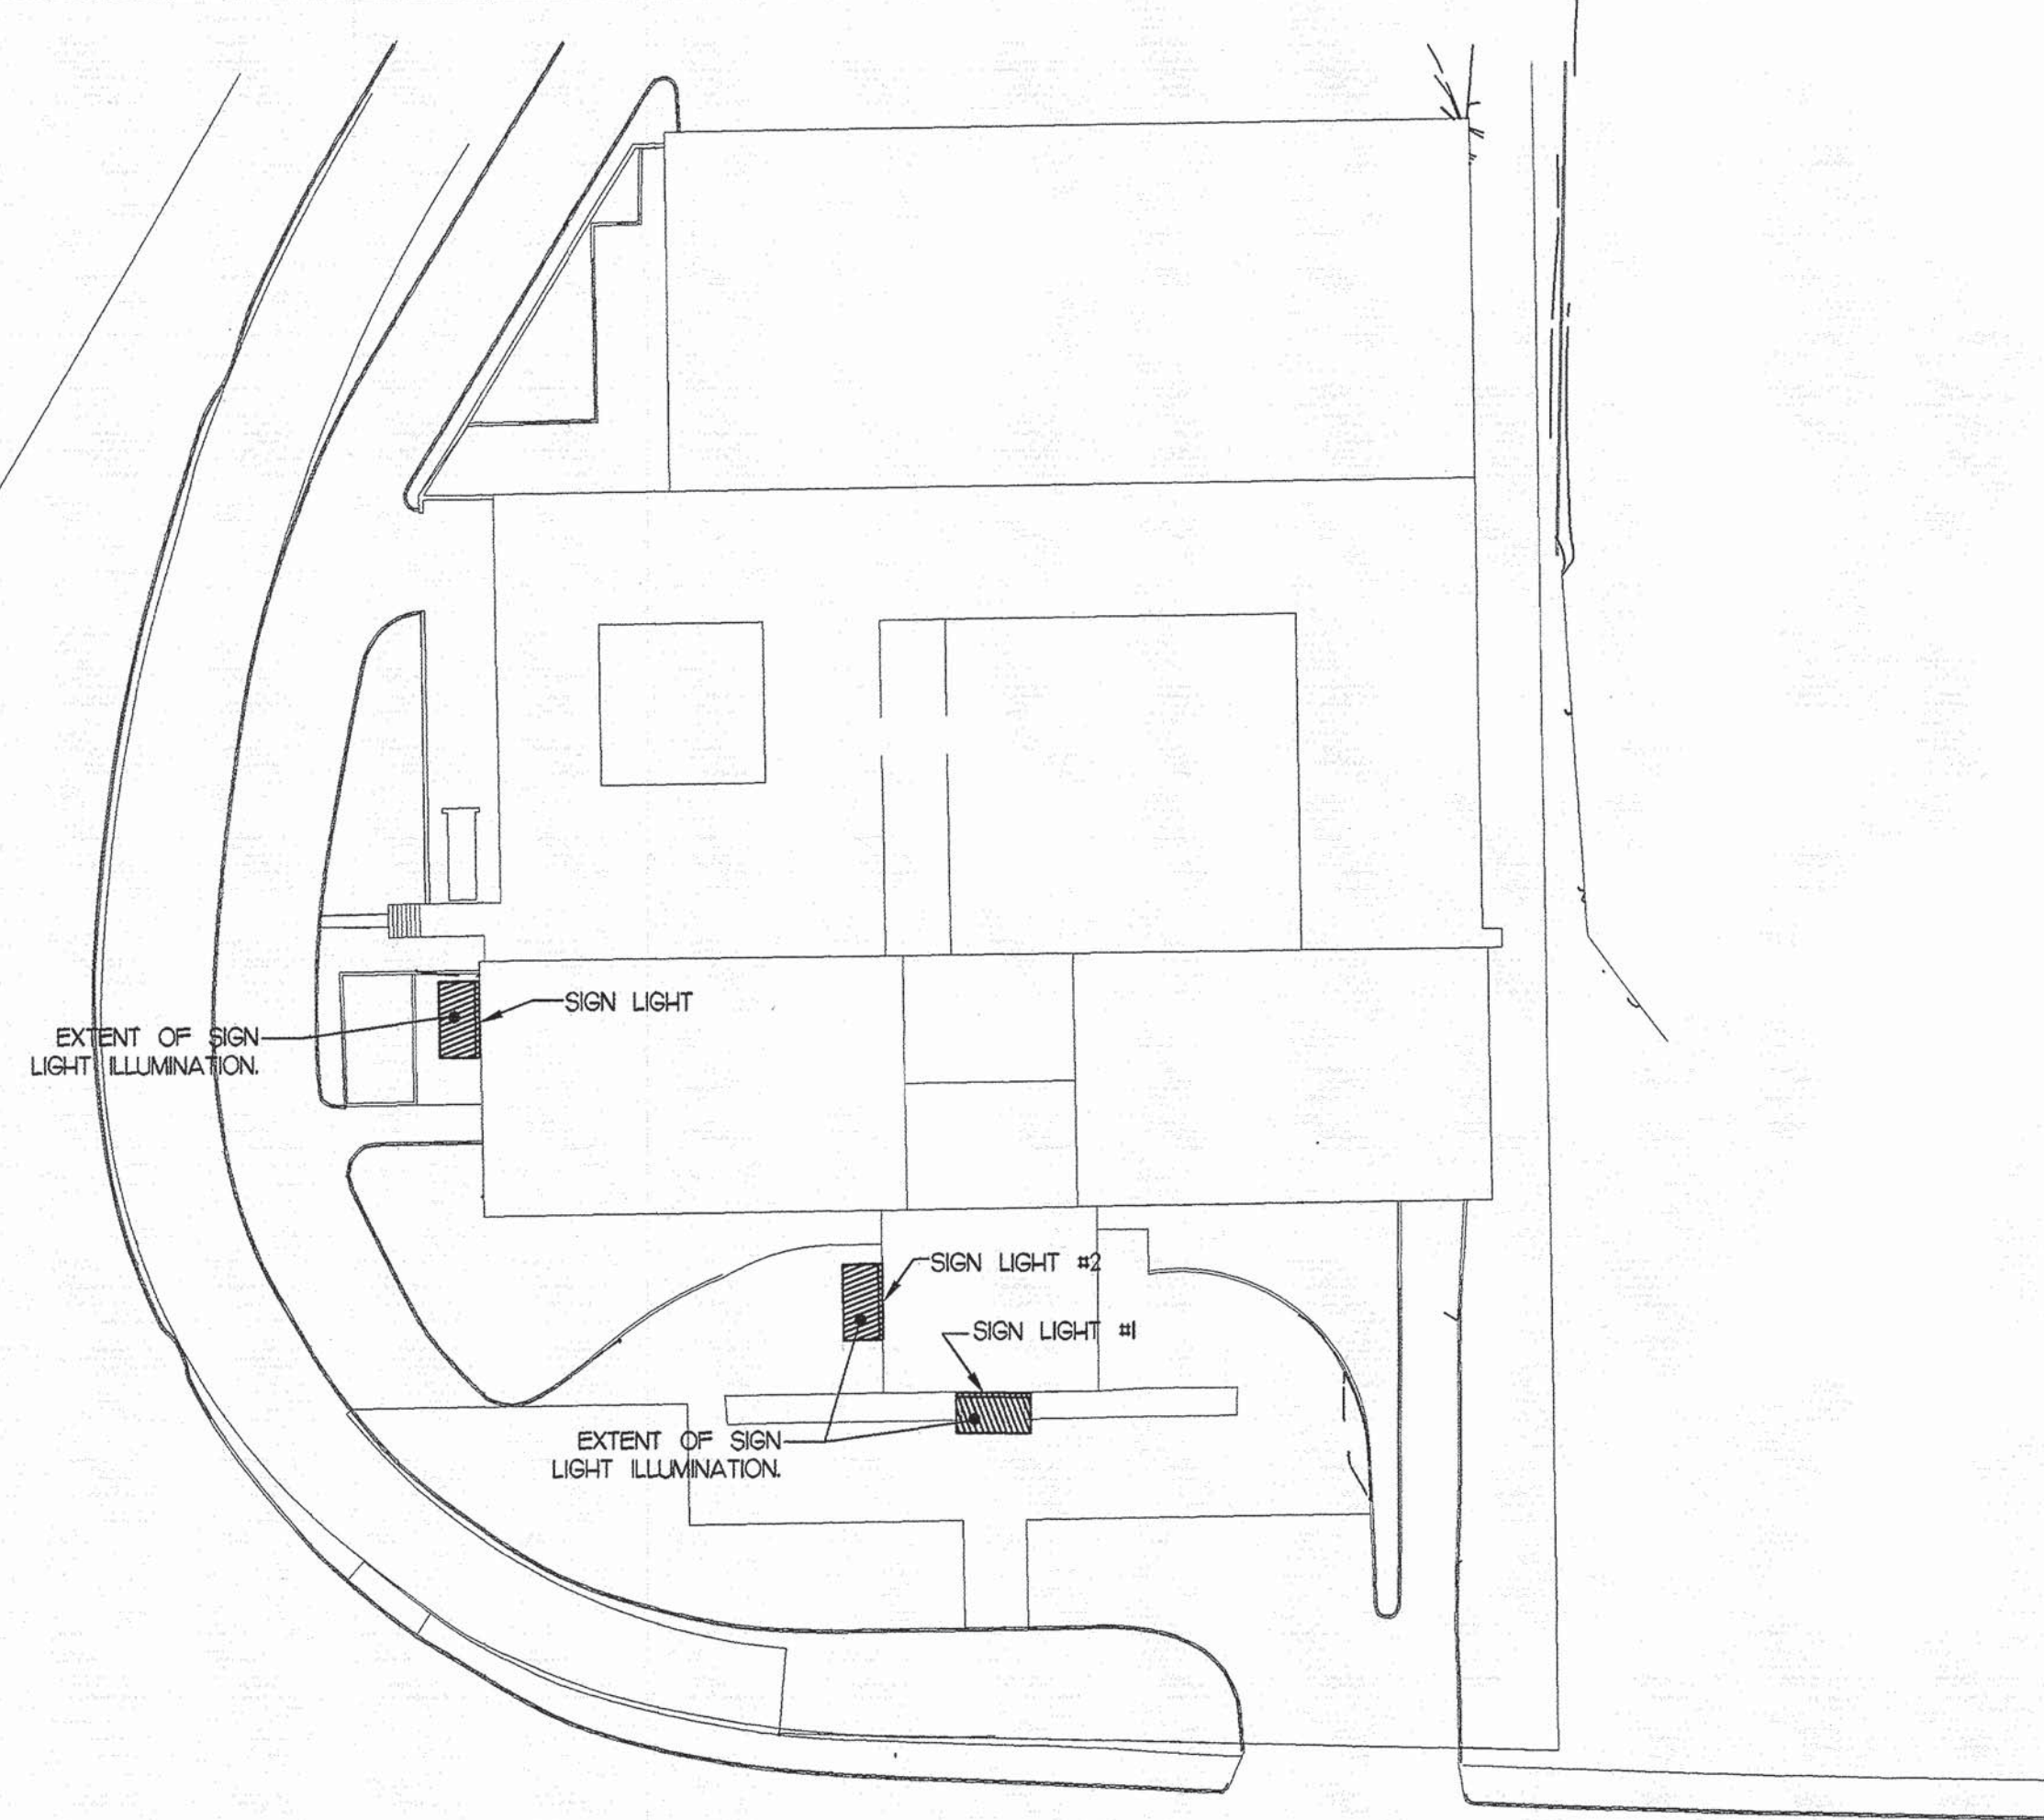 SIGN LIGHT
EXTENT OF SIGN
LIGHT ILLUMINATION.
SIGN LIGHT #2
SIGN LIGHT #1
EXTENT OF SIGN
LIGHT ILLUMINATION.